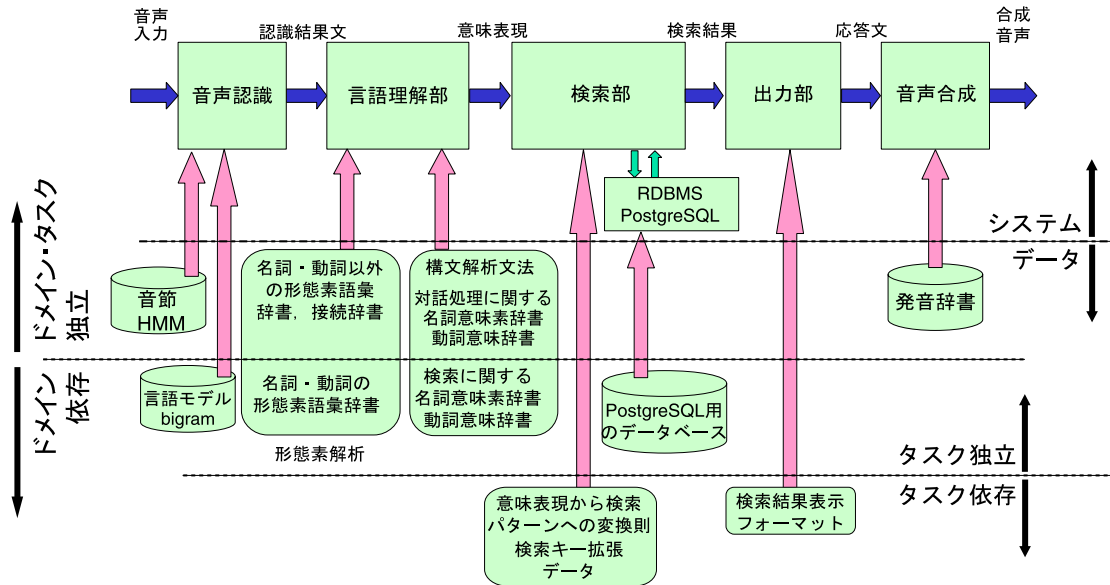 音声
入力
認識結果文
意味表現
検索結果
応答文
合成
音声
音声認識
言語理解部
検索部
出力部
音声合成
RDBMS
PostgreSQL
システム
データ
ドメイン・タスク
独立
音節
HMM
名詞・動詞以外
の形態素語彙
辞書，接続辞書
構文解析文法
対話処理に関する
名詞意味素辞書
動詞意味辞書
発音辞書
ドメイン
依存
言語モデル
bigram
名詞・動詞の
形態素語彙辞書
検索に関する
名詞意味素辞書
動詞意味辞書
PostgreSQL用
のデータベース
形態素解析
タスク独立
タスク依存
意味表現から検索
パターンへの変換則
検索キー拡張
データ
検索結果表示
フォーマット